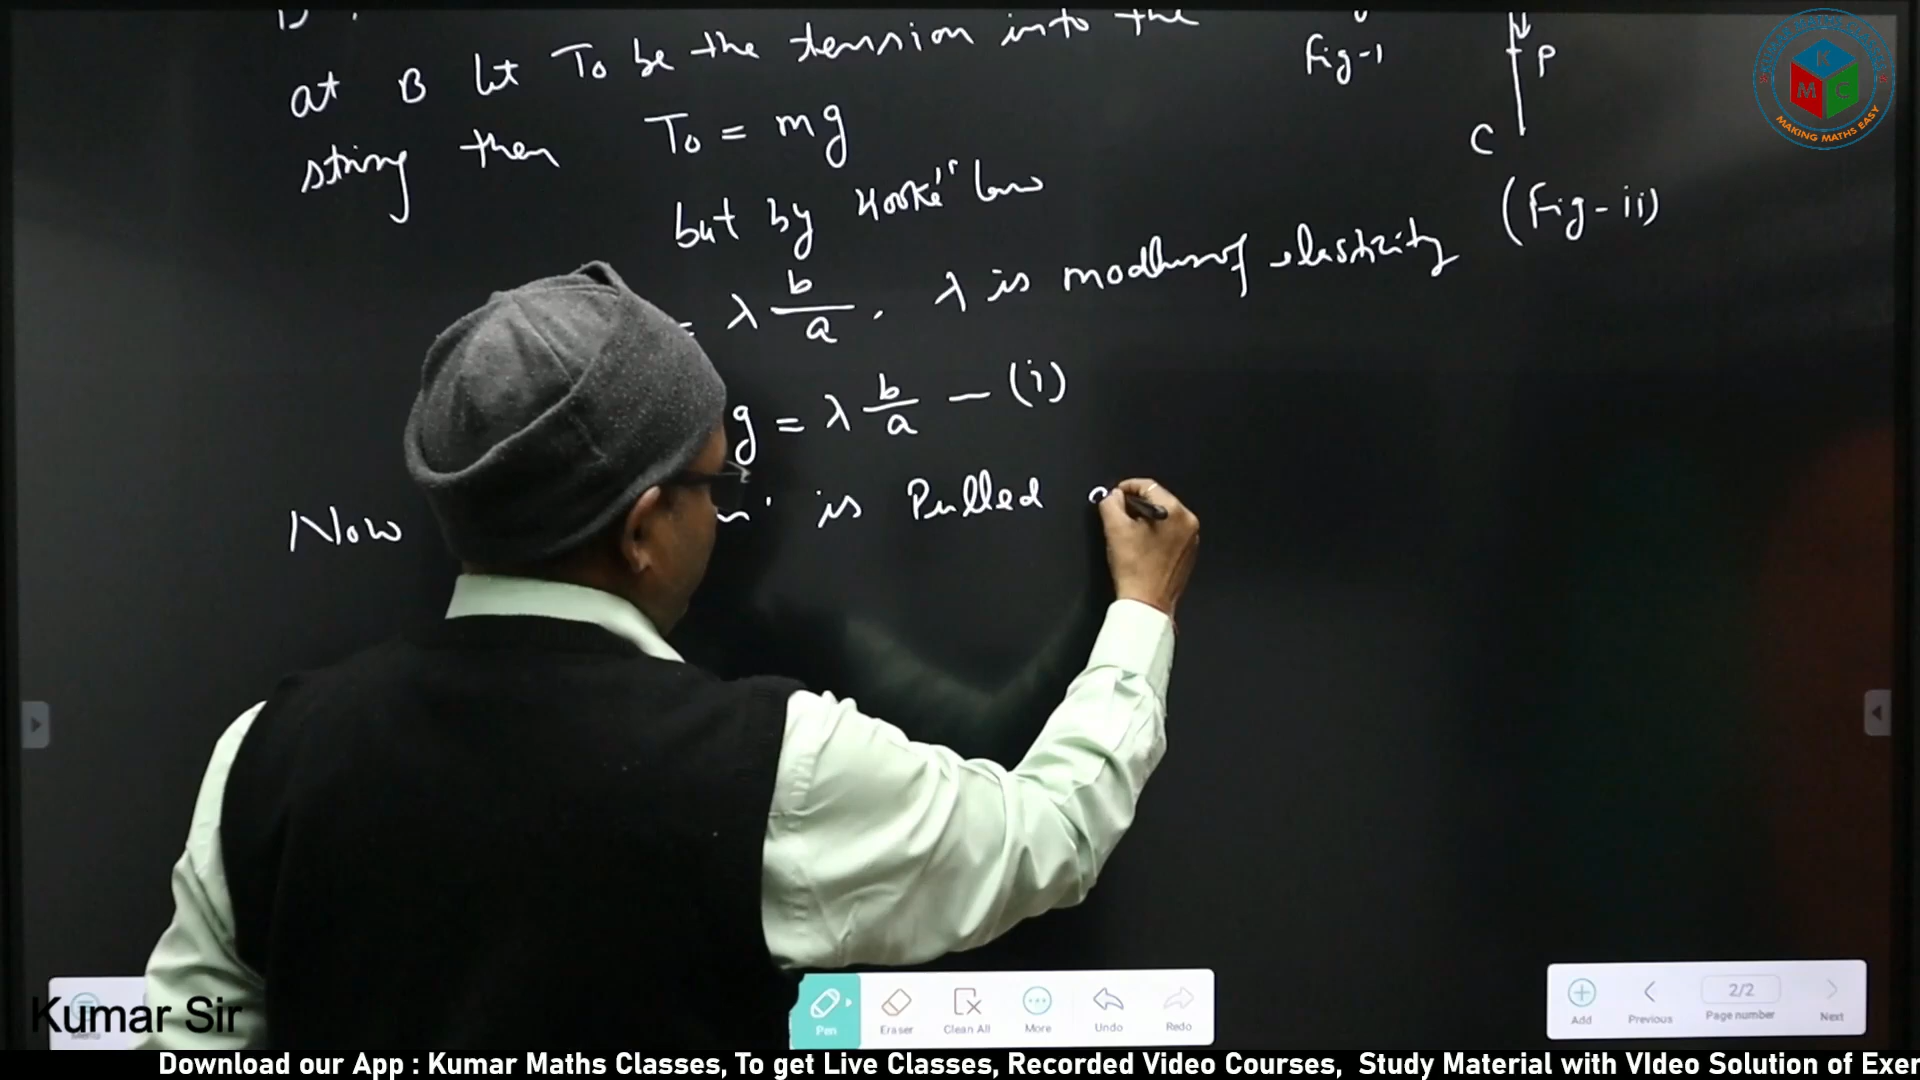 at B let To be the tension into the
string then To = mg
but by Hooke's law
= λ b/a . λ is modulus of elasticity
g = λ b/a — (i)
Now is Pulled
Fig-1
P
C
(Fig-ii)
K
M C
MAKING MATHS EASY
Kumar Sir
Pen
Eraser
Clean All
More
Undo
Redo
Add
Previous
2/2
Page number
Next
Download our App : Kumar Maths Classes, To get Live Classes, Recorded Video Courses, Study Material with VIdeo Solution of Exer